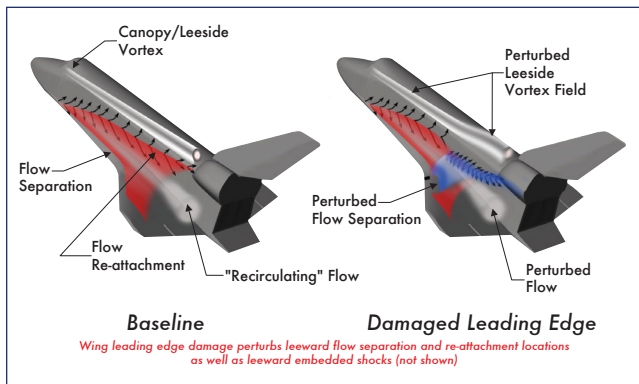 Canopy/Leeside
Vortex
Flow
Separation
Flow
Re-attachment
"Recirculating" Flow
Baseline
Perturbed
Leeside
Vortex Field
Perturbed
Flow Separation
Perturbed
Flow
Damaged Leading Edge
Wing leading edge damage perturbs leeward flow separation and re-attachment locations
as well as leeward embedded shocks (not shown)